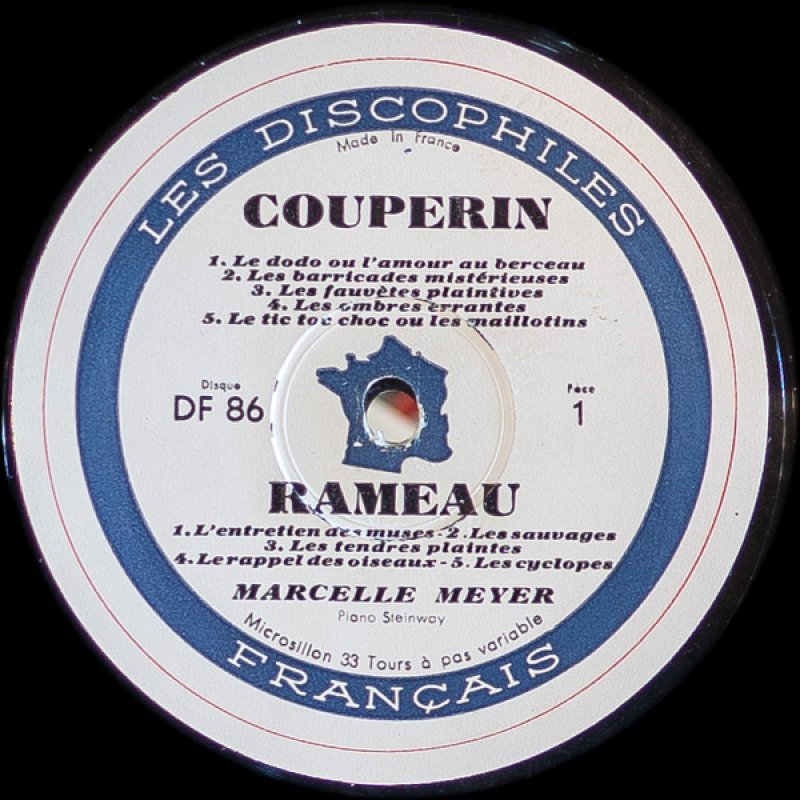 LES DISCOPHILES
Made in France
COUPERIN
1. Le dodo ou l'amour au berceau
2. Les barricades mistérieuses
3. Les fauvètes plaintives
4. Les ombres errantes
5. Le tic toc choc ou les maillotins
Disque
DF 86
Face
1
RAMEAU
1. L'entretien des muses - 2. Les sauvages
3. Les tendres plaintes
4. Le rappel des oiseaux - 5. Les cyclopes
MARCELLE MEYER
Piano Steinway
Microsillon 33 Tours à pas variable
FRANÇAIS